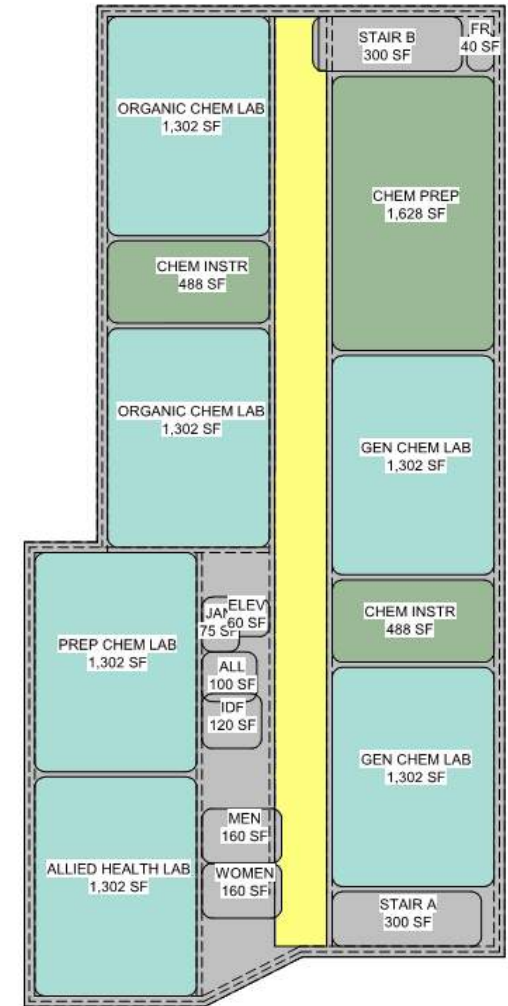 STAIR B
300 SF
FR
40 SF
ORGANIC CHEM LAB
1,302 SF
CHEM PREP
1,628 SF
CHEM INSTR
488 SF
ORGANIC CHEM LAB
1,302 SF
GEN CHEM LAB
1,302 SF
JAN
75 SF
ELEV
60 SF
CHEM INSTR
488 SF
PREP CHEM LAB
1,302 SF
ALL
100 SF
IDF
120 SF
GEN CHEM LAB
1,302 SF
MEN
160 SF
ALLIED HEALTH LAB
1,302 SF
WOMEN
160 SF
STAIR A
300 SF